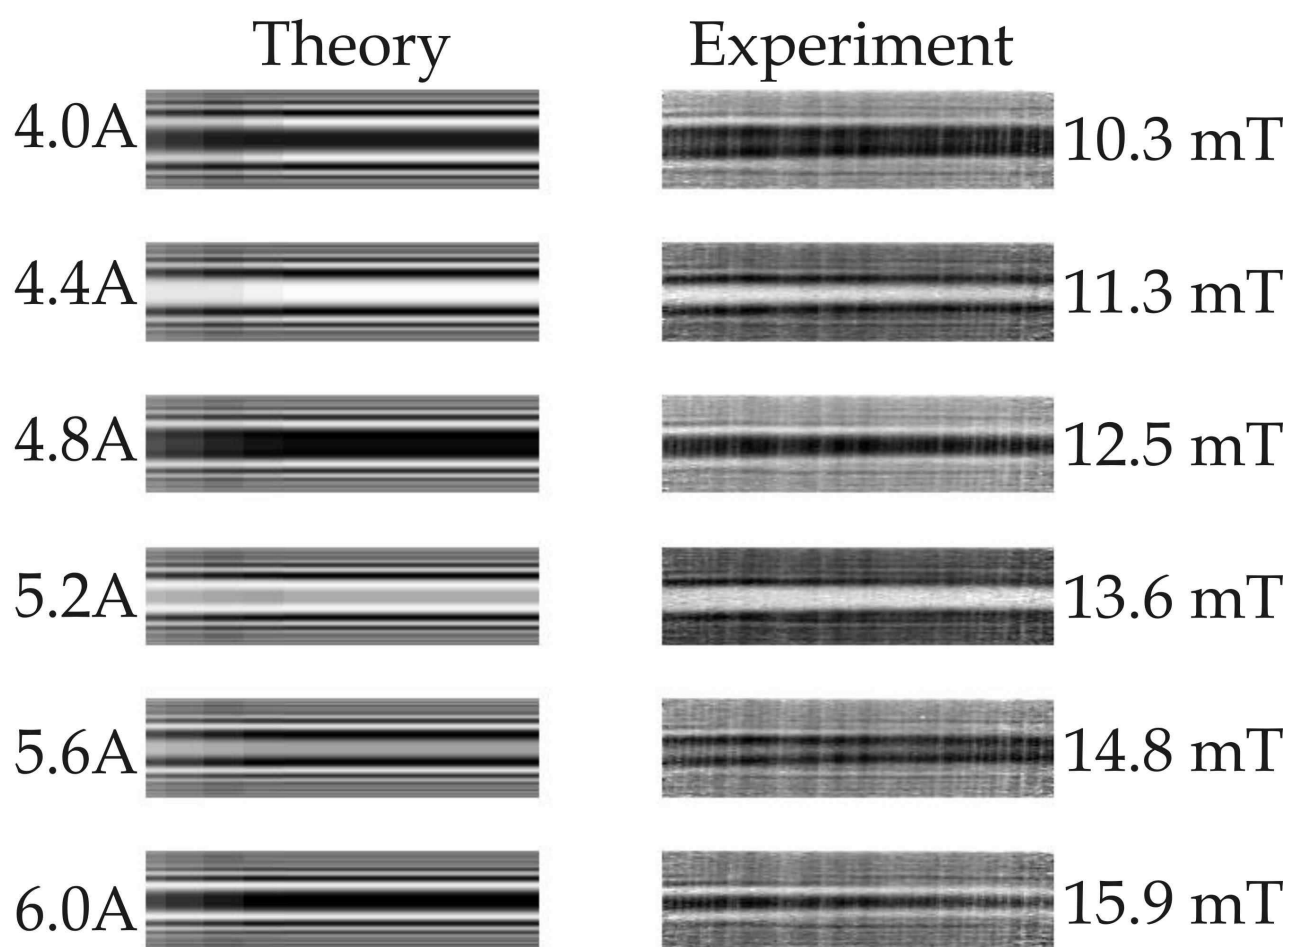 Theory Experiment
4.0A 10.3 mT
4.4A 11.3 mT
4.8A 12.5 mT
5.2A 13.6 mT
5.6A 14.8 mT
6.0A 15.9 mT